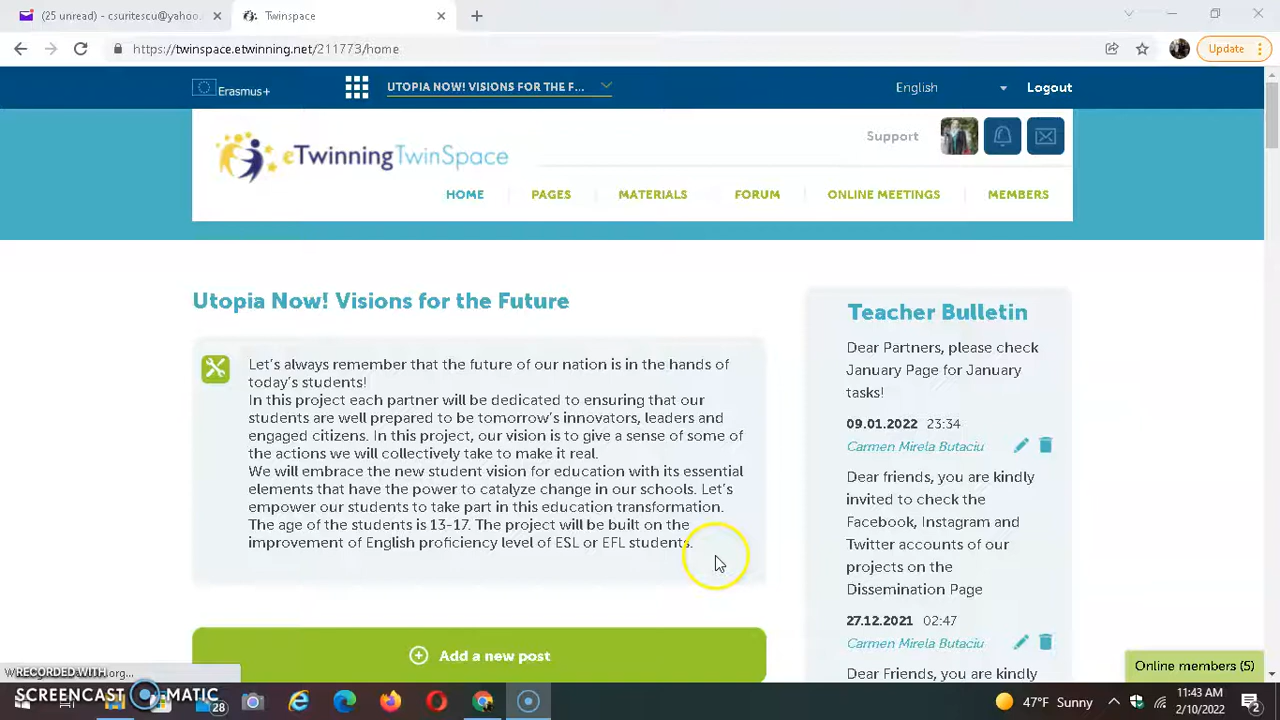 (25 unread) - csuritescu@yahoo.
Twinspace
https://twinspace.etwinning.net/211773/home
Update
Erasmus+
UTOPIA NOW! VISIONS FOR THE F...
English
Logout
eTwinningTwinSpace
Support
HOME
PAGES
MATERIALS
FORUM
ONLINE MEETINGS
MEMBERS
Utopia Now! Visions for the Future
Let's always remember that the future of our nation is in the hands of
today's students!
In this project each partner will be dedicated to ensuring that our
students are well prepared to be tomorrow's innovators, leaders and
engaged citizens. In this project, our vision is to give a sense of some of
the actions we will collectively take to make it real.
We will embrace the new student vision for education with its essential
elements that have the power to catalyze change in our schools. Let's
empower our students to take part in this education transformation.
The age of the students is 13-17. The project will be built on the
improvement of English proficiency level of ESL or EFL students.
Add a new post
Teacher Bulletin
Dear Partners, please check
January Page for January
tasks!
09.01.2022 23:34
Carmen Mirela Butaciu
Dear friends, you are kindly
invited to check the
Facebook, Instagram and
Twitter accounts of our
projects on the
Dissemination Page
27.12.2021 02:47
Carmen Mirela Butaciu
Dear Friends, you are kindly
Online members (5)
RECORDED WITH
SCREENCAST MATIC
28
47°F Sunny
11:43 AM
2/10/2022
2